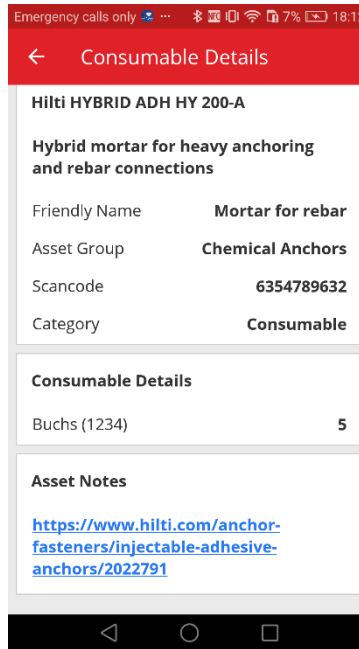 Emergency calls only ... 7% 18:1
Consumable Details
Hilti HYBRID ADH HY 200-A
Hybrid mortar for heavy anchoring
and rebar connections
Friendly Name Mortar for rebar
Asset Group Chemical Anchors
Scancode 6354789632
Category Consumable
Consumable Details
Buchs (1234) 5
Asset Notes
https://www.hilti.com/anchor-
fasteners/injectable-adhesive-
anchors/2022791